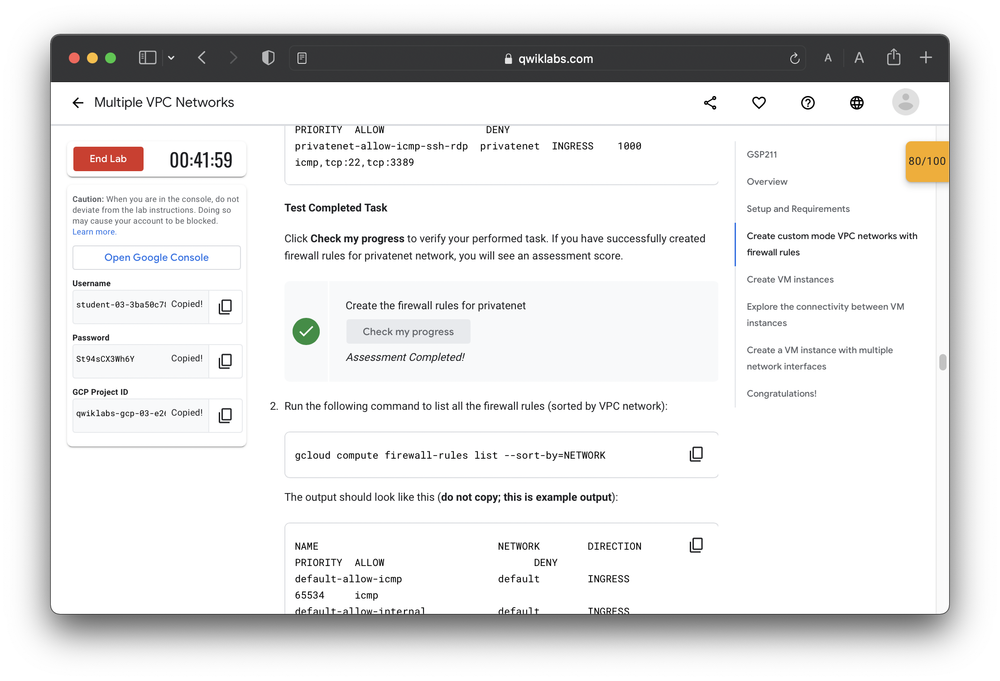 qwiklabs.com
A A
Multiple VPC Networks
End Lab
00:41:59
Caution: When you are in the console, do not
deviate from the lab instructions. Doing so
may cause your account to be blocked.
Learn more.
Open Google Console
Username
student-03-3ba50c78 Copied!
Password
St94sCX3Wh6Y Copied!
GCP Project ID
qwiklabs-gcp-03-e26 Copied!
PRIORITY ALLOW DENY
privatenet-allow-icmp-ssh-rdp privatenet INGRESS 1000
icmp,tcp:22,tcp:3389
Test Completed Task
Click Check my progress to verify your performed task. If you have successfully created
firewall rules for privatenet network, you will see an assessment score.
Create the firewall rules for privatenet
Check my progress
Assessment Completed!
2. Run the following command to list all the firewall rules (sorted by VPC network):
gcloud compute firewall-rules list --sort-by=NETWORK
The output should look like this (do not copy; this is example output):
NAME NETWORK DIRECTION
PRIORITY ALLOW DENY
default-allow-icmp default INGRESS
65534 icmp
default-allow-internal default INGRESS
GSP211
Overview
Setup and Requirements
Create custom mode VPC networks with
firewall rules
Create VM instances
Explore the connectivity between VM
instances
Create a VM instance with multiple
network interfaces
Congratulations!
80/100